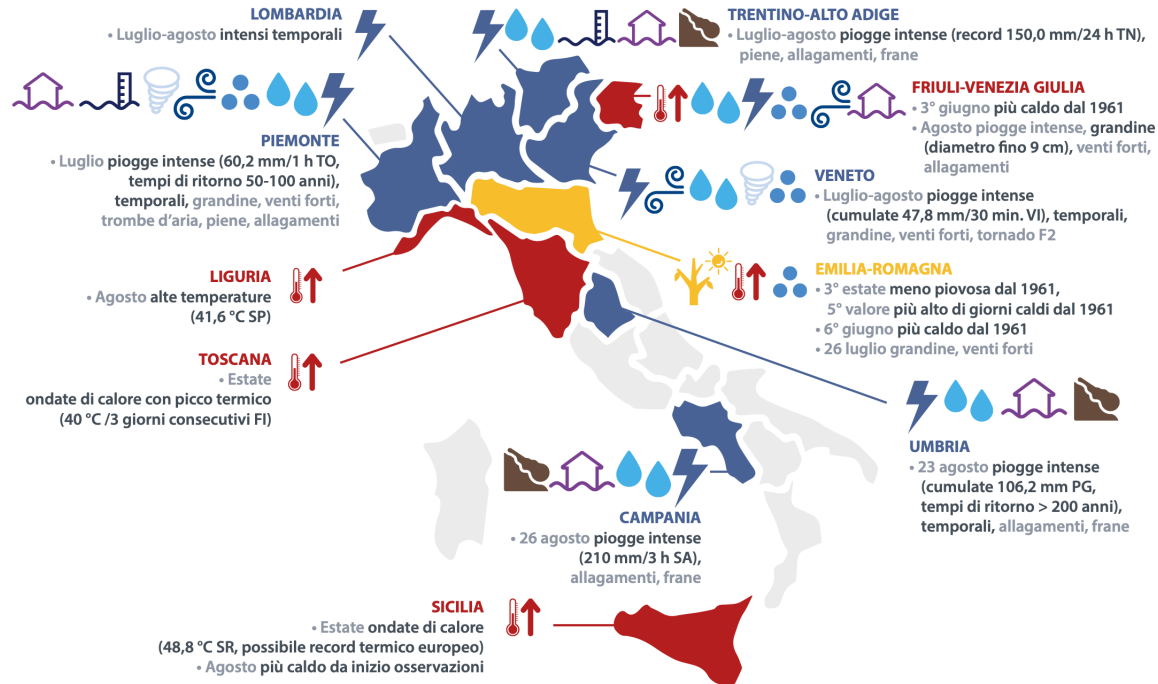 LOMBARDIA
• Luglio-agosto intensi temporali
TRENTINO-ALTO ADIGE
• Luglio-agosto piogge intense (record 150,0 mm/24 h TN),
piene, allagamenti, frane
FRIULI-VENEZIA GIULIA
• 3° giugno più caldo dal 1961
• Agosto piogge intense, grandine
(diametro fino 9 cm), venti forti,
allagamenti
PIEMONTE
• Luglio piogge intense (60,2 mm/1 h TO,
tempi di ritorno 50-100 anni),
temporali, grandine, venti forti,
trombe d'aria, piene, allagamenti
VENETO
• Luglio-agosto piogge intense
(cumulate 47,8 mm/30 min. VI), temporali,
grandine, venti forti, tornado F2
LIGURIA
• Agosto alte temperature
(41,6 °C SP)
EMILIA-ROMAGNA
• 3° estate meno piovosa dal 1961,
5° valore più alto di giorni caldi dal 1961
• 6° giugno più caldo dal 1961
• 26 luglio grandine, venti forti
TOSCANA
• Estate
ondate di calore con picco termico
(40 °C /3 giorni consecutivi FI)
UMBRIA
• 23 agosto piogge intense
(cumulate 106,2 mm PG,
tempi di ritorno > 200 anni),
temporali, allagamenti, frane
CAMPANIA
• 26 agosto piogge intense
(210 mm/3 h SA),
allagamenti, frane
SICILIA
• Estate ondate di calore
(48,8 °C SR, possibile record termico europeo)
• Agosto più caldo da inizio osservazioni